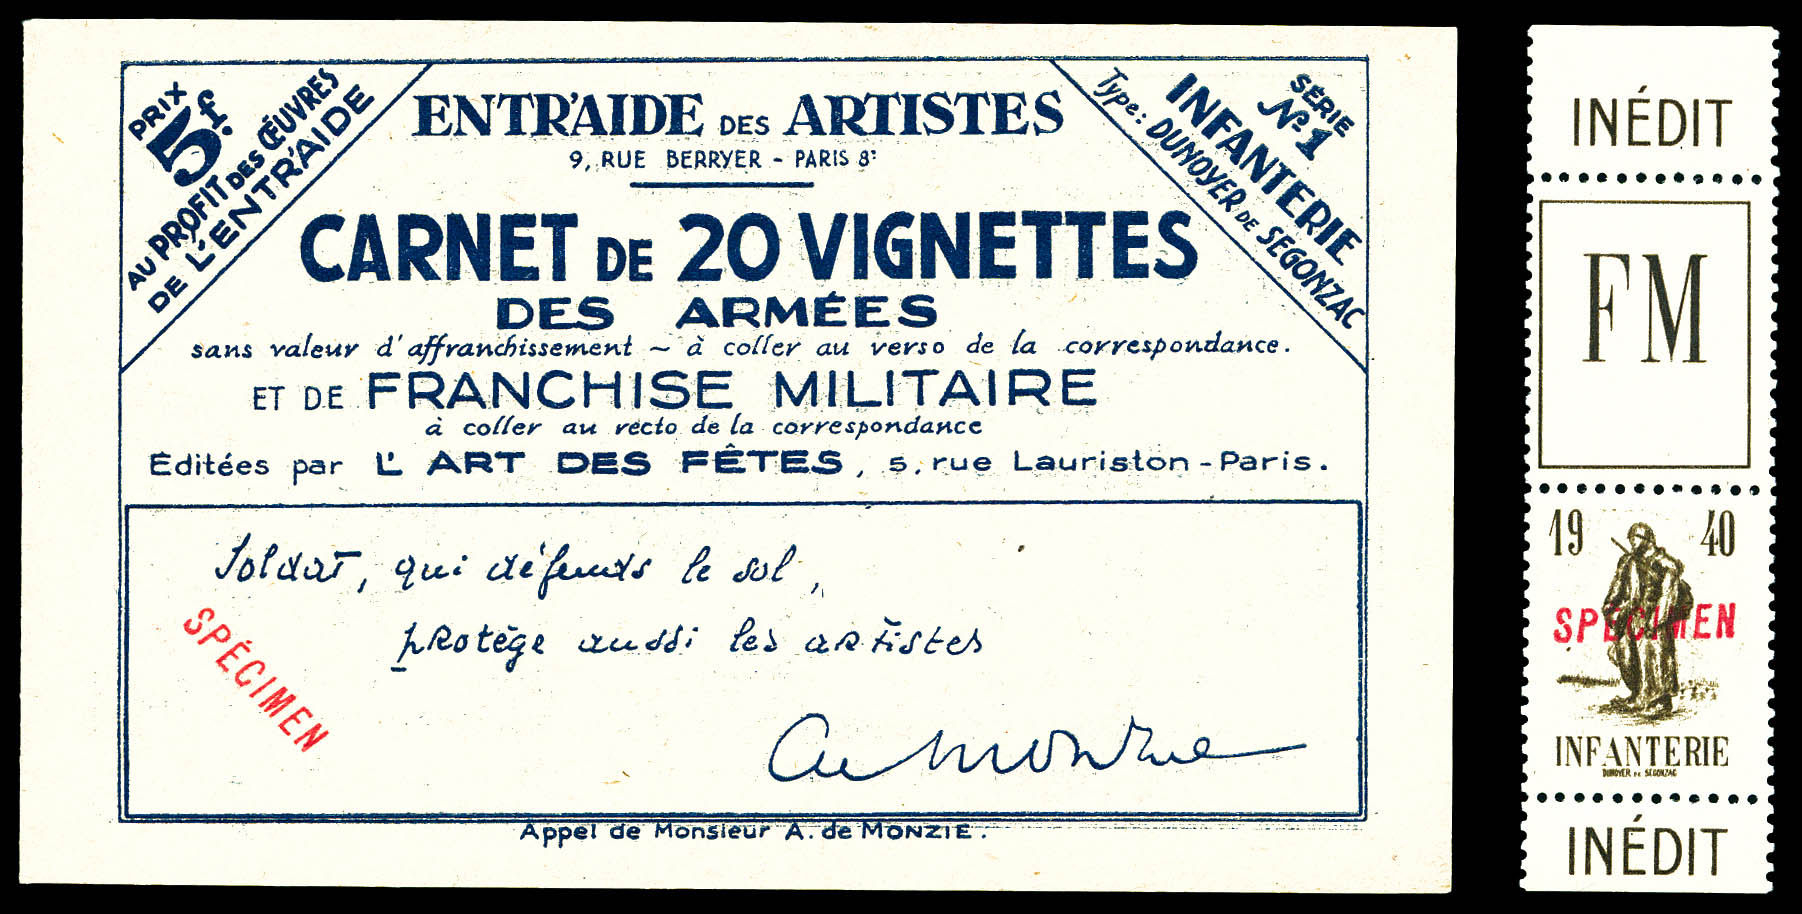 PRIX
5f.
AU PROFIT DES ŒUVRES
DE L'ENTR'AIDE
ENTR'AIDE DES ARTISTES
9, RUE BERRYER - PARIS 8e
SÉRIE
No 1
INFANTERIE
Type: DUNOYER DE SEGONZAC
CARNET DE 20 VIGNETTES
DES ARMÉES
sans valeur d'affranchissement ~ à coller au verso de la correspondance.
ET DE FRANCHISE MILITAIRE
à coller au recto de la correspondance
Editées par L'ART DES FÊTES, 5, rue Lauriston - Paris.
Soldat, qui défends le sol,
protège aussi les artistes
SPÉCIMEN
A de Monzie
Appel de Monsieur A. de MONZIE.
INÉDIT
FM
19 40
SPÉCIMEN
INFANTERIE
DUNOYER DE SEGONZAC
INÉDIT